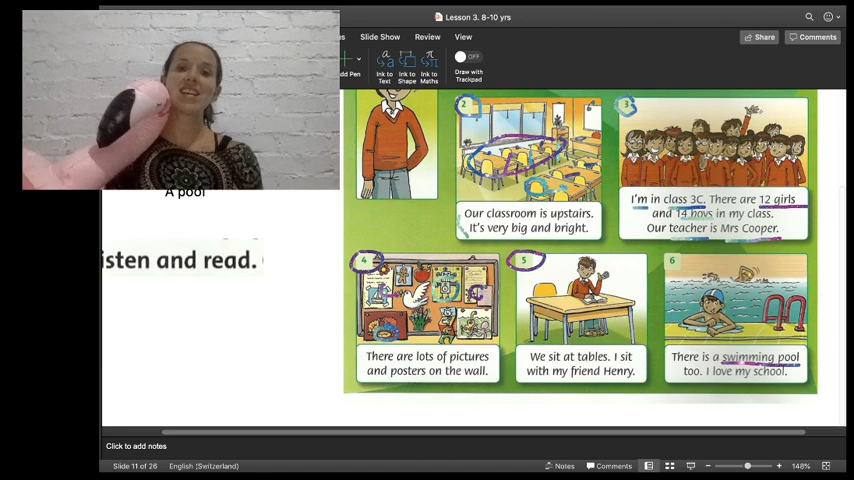 Lesson 3. 8-10 yrs
gs Slide Show Review View
Share Comments
dd Pen
Ink to
Text
Ink to
Shape
Ink to
Maths
OFF
Draw with
Trackpad
A pool
isten and read.
2
Our classroom is upstairs.
It's very big and bright.
3
I'm in class 3C. There are 12 girls
and 14 boys in my class.
Our teacher is Mrs Cooper.
4
There are lots of pictures
and posters on the wall.
5
We sit at tables. I sit
with my friend Henry.
6
There is a swimming pool
too. I love my school.
Click to add notes
Slide 11 of 26 English (Switzerland) Notes Comments 148%